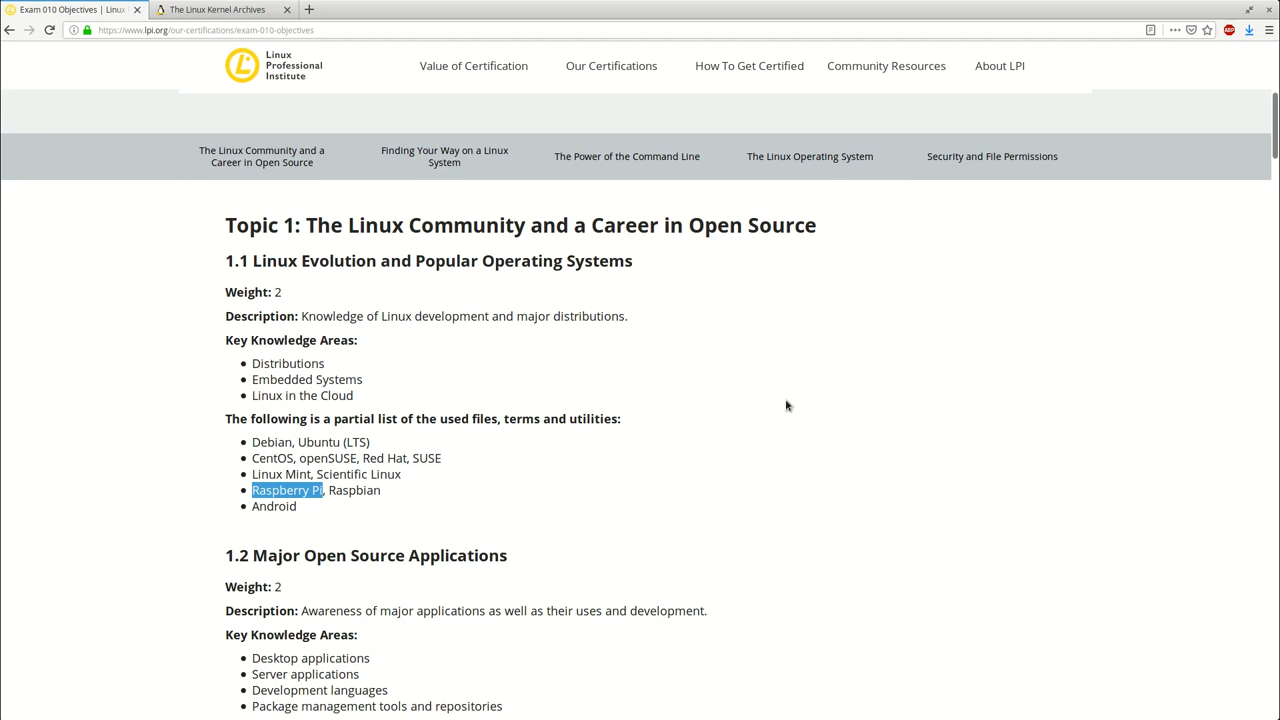 Exam 010 Objectives | Linux
The Linux Kernel Archives
https://www.lpi.org/our-certifications/exam-010-objectives
ABP
Linux
Professional
Institute
Value of Certification
Our Certifications
How To Get Certified
Community Resources
About LPI
The Linux Community and a
Career in Open Source
Finding Your Way on a Linux
System
The Power of the Command Line
The Linux Operating System
Security and File Permissions
Topic 1: The Linux Community and a Career in Open Source
1.1 Linux Evolution and Popular Operating Systems
Weight: 2
Description: Knowledge of Linux development and major distributions.
Key Knowledge Areas:
Distributions
Embedded Systems
Linux in the Cloud
The following is a partial list of the used files, terms and utilities:
Debian, Ubuntu (LTS)
CentOS, openSUSE, Red Hat, SUSE
Linux Mint, Scientific Linux
Raspberry Pi, Raspbian
Android
1.2 Major Open Source Applications
Weight: 2
Description: Awareness of major applications as well as their uses and development.
Key Knowledge Areas:
Desktop applications
Server applications
Development languages
Package management tools and repositories